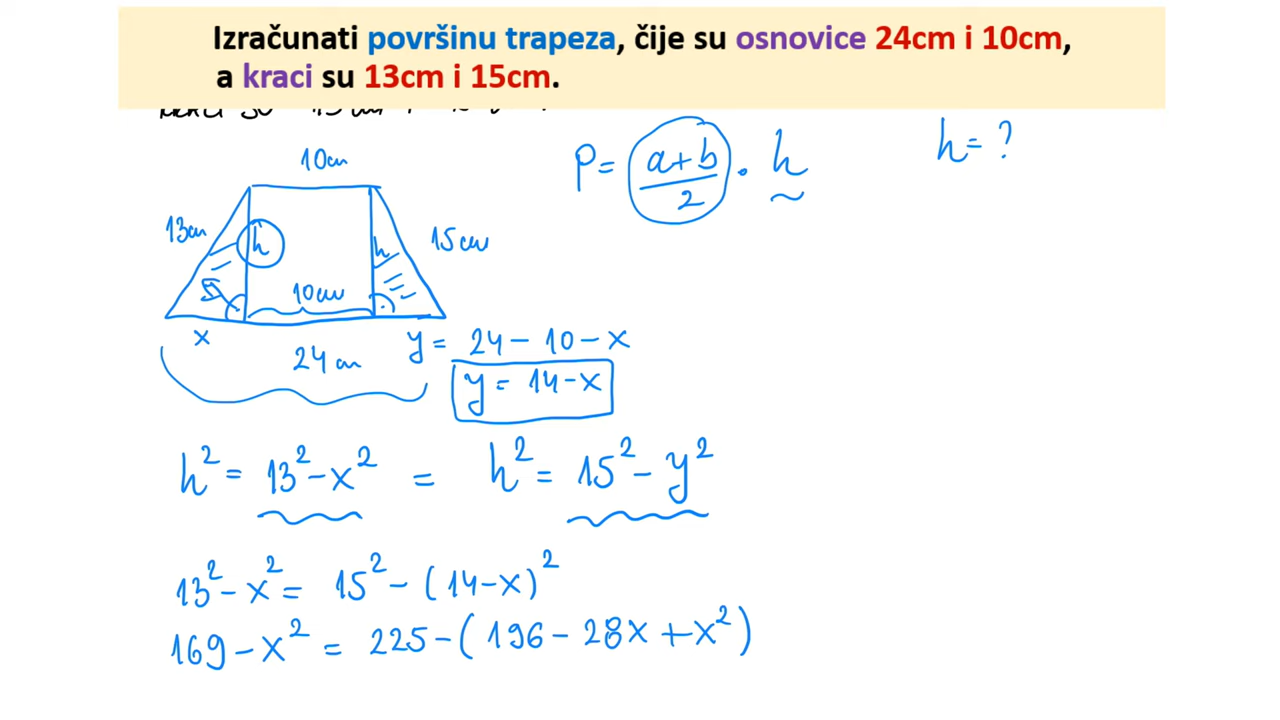 Izračunati površinu trapeza, čije su osnovice 24cm i 10cm,
a kraci su 13cm i 15cm.
P = a+b/2 · h
h = ?
10cm
13cm
h
h
15cm
10cm
x
y = 24 - 10 - x
24cm
y = 14 - x
h² = 13² - x² = h² = 15² - y²
13² - x² = 15² - (14 - x)²
169 - x² = 225 - (196 - 28x + x²)